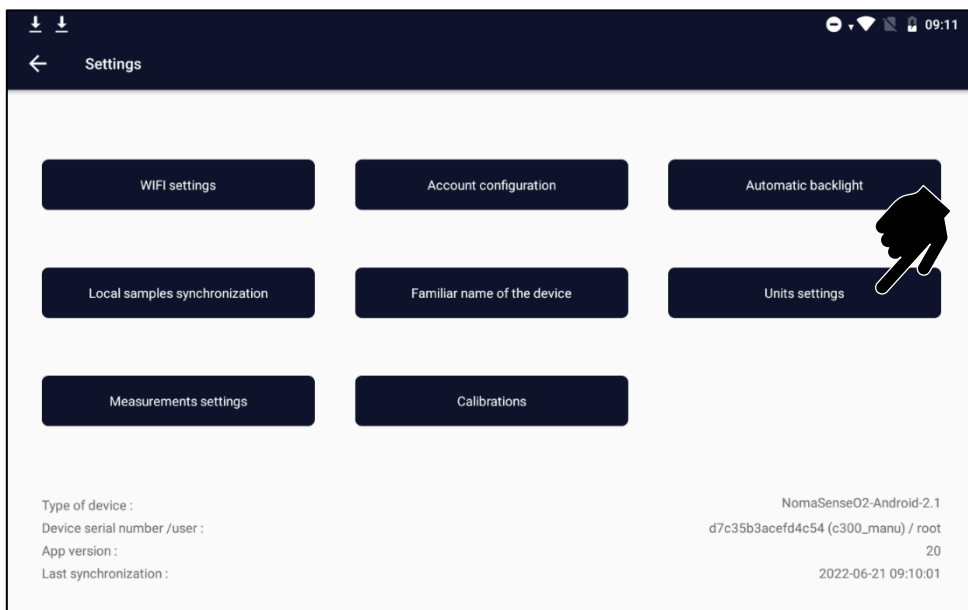 09:11
Settings
WIFI settings
Account configuration
Automatic backlight
Local samples synchronization
Familiar name of the device
Units settings
Measurements settings
Calibrations
Type of device :
NomaSenseO2-Android-2.1
Device serial number /user :
d7c35b3acefd4c54 (c300_manu) / root
App version :
20
Last synchronization :
2022-06-21 09:10:01